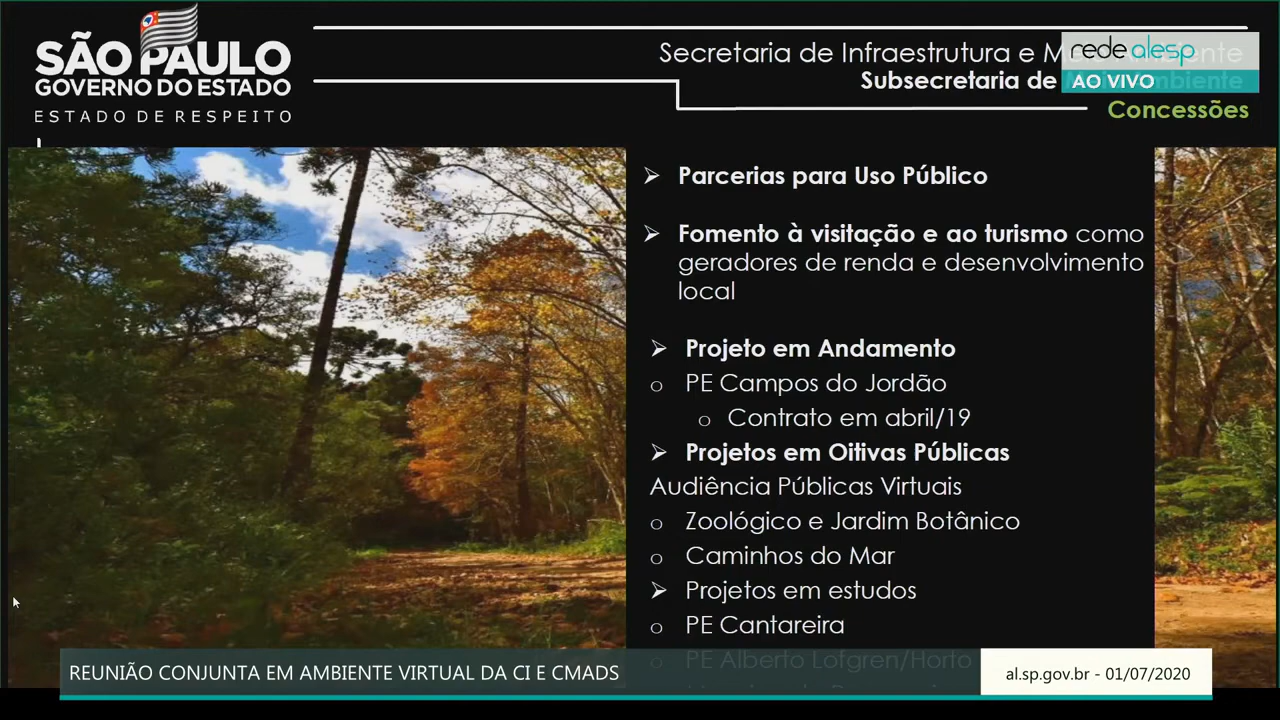 SÃO PAULO
GOVERNO DO ESTADO
ESTADO DE RESPEITO
Secretaria de Infraestrutura e Meio Ambiente
Subsecretaria de Meio Ambiente
Concessões
rede alesp
AO VIVO
➢ Parcerias para Uso Público
➢ Fomento à visitação e ao turismo como
geradores de renda e desenvolvimento
local
➢ Projeto em Andamento
o PE Campos do Jordão
o Contrato em abril/19
➢ Projetos em Oitivas Públicas
Audiência Públicas Virtuais
o Zoológico e Jardim Botânico
o Caminhos do Mar
➢ Projetos em estudos
o PE Cantareira
o PE Alberto Lofgren/Horto
REUNIÃO CONJUNTA EM AMBIENTE VIRTUAL DA CI E CMADS
al.sp.gov.br - 01/07/2020